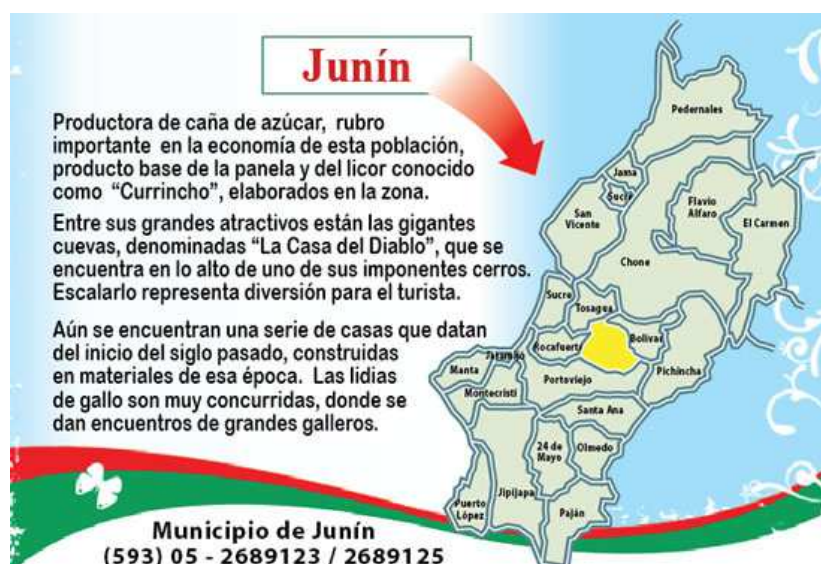 Junín
Productora de caña de azúcar, rubro
importante en la economía de esta población,
producto base de la panela y del licor conocido
como “Currincho”, elaborados en la zona.
Entre sus grandes atractivos están las gigantes
cuevas, denominadas “La Casa del Diablo”, que se
encuentra en lo alto de uno de sus imponentes cerros.
Escalarlo representa diversión para el turista.
Aún se encuentran una serie de casas que datan
del inicio del siglo pasado, construidas
en materiales de esa época. Las lidias
de gallo son muy concurridas, donde se
dan encuentros de grandes galleros.
Municipio de Junín
(593) 05 - 2689123 / 2689125
Pedernales
Jama
Sucre
San
Vicente
Flavio
Alfaro
El Carmen
Chone
Sucre
Tosagua
Rocafuerte
Bolivar
Jaramijó
Manta
Portoviejo
Pichincha
Montecristi
Santa Ana
24 de
Mayo
Olmedo
Jipijapa
Puerto
López
Paján